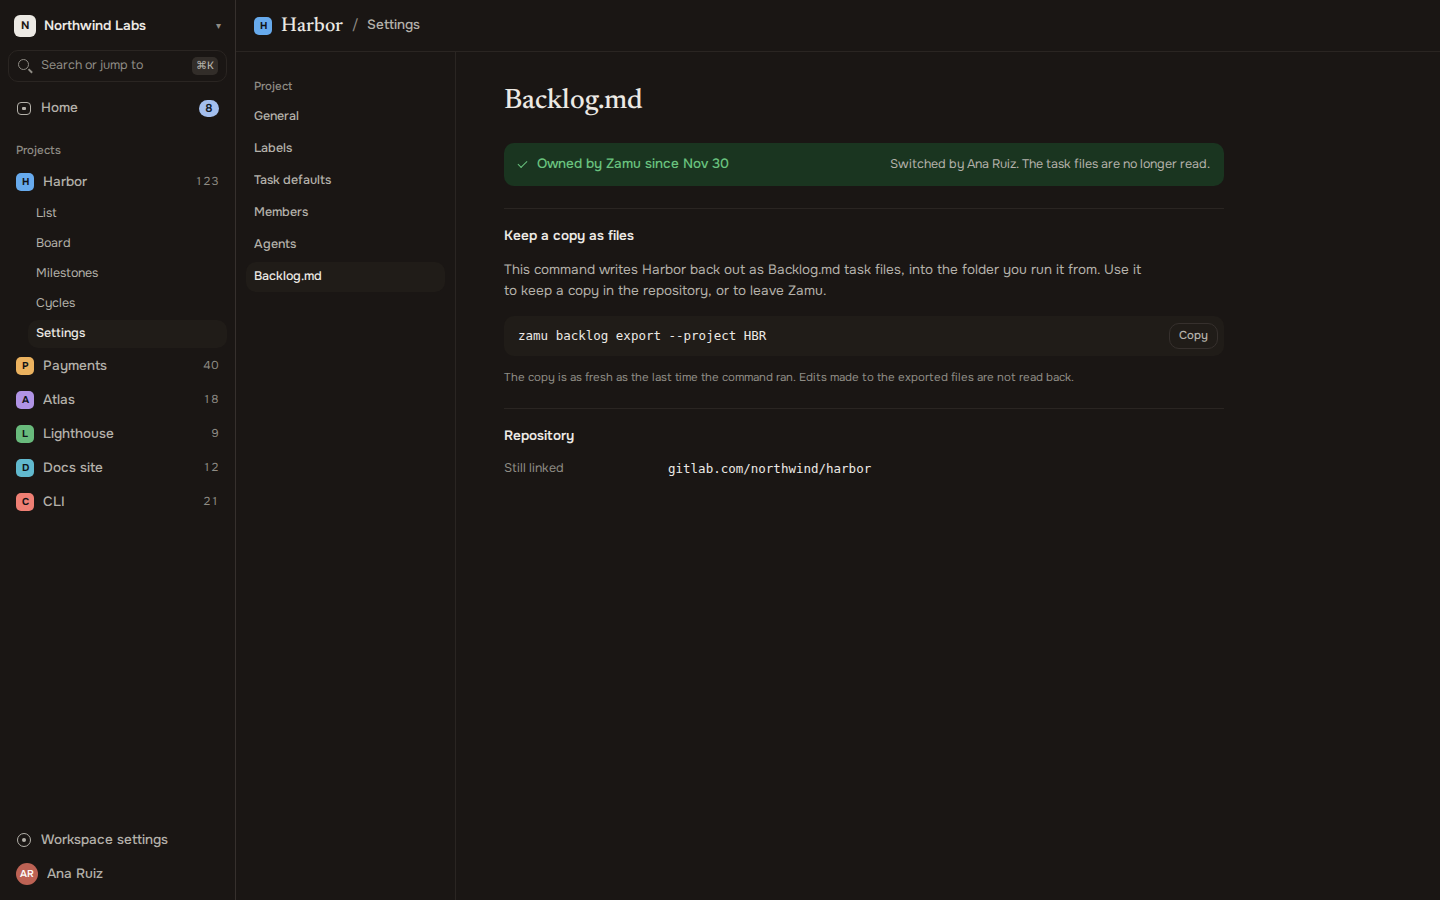 N Northwind Labs
Search or jump to ⌘K
Home 8
Projects
H Harbor 123
List
Board
Milestones
Cycles
Settings
P Payments 40
A Atlas 18
L Lighthouse 9
D Docs site 12
C CLI 21
Workspace settings
AR Ana Ruiz
H Harbor / Settings
Project
General
Labels
Task defaults
Members
Agents
Backlog.md
Backlog.md
Owned by Zamu since Nov 30 Switched by Ana Ruiz. The task files are no longer read.
Keep a copy as files
This command writes Harbor back out as Backlog.md task files, into the folder you run it from. Use it
to keep a copy in the repository, or to leave Zamu.
zamu backlog export --project HBR Copy
The copy is as fresh as the last time the command ran. Edits made to the exported files are not read back.
Repository
Still linked gitlab.com/northwind/harbor